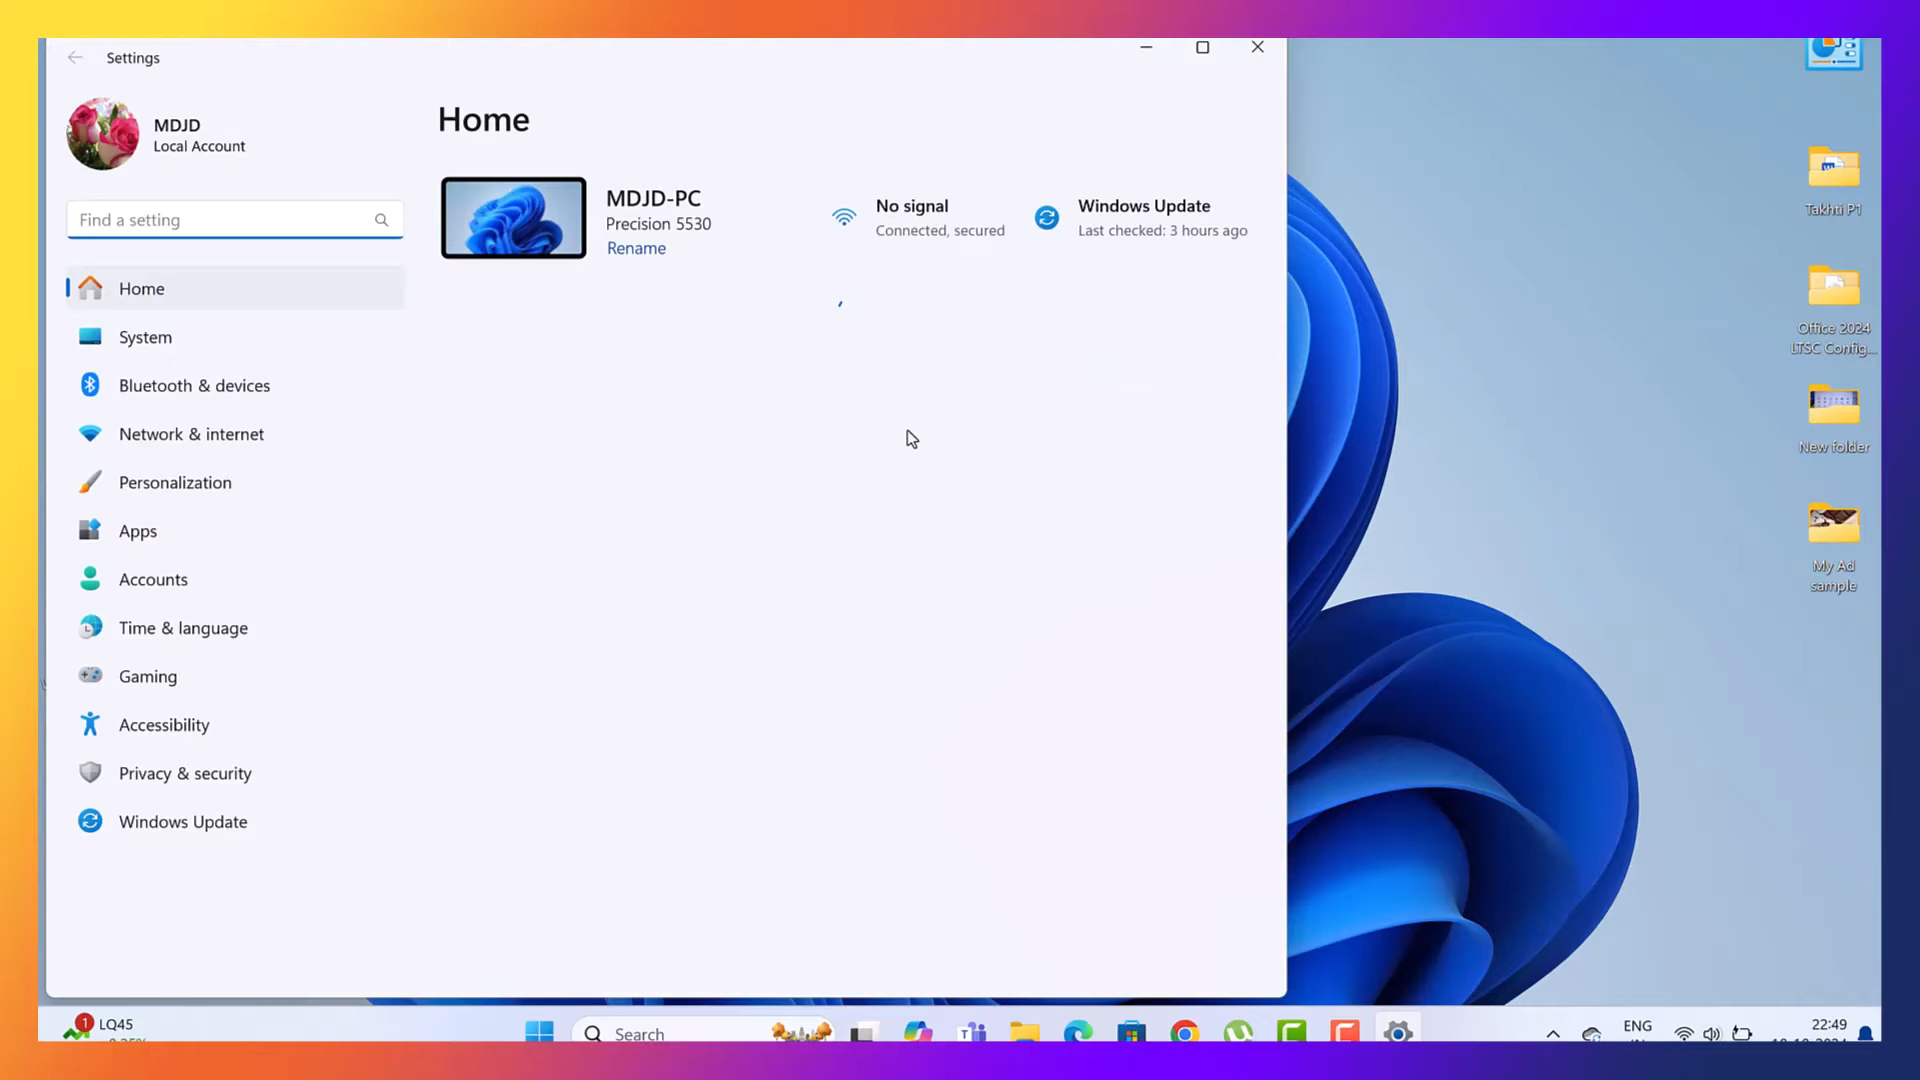 Settings
MDJD
Local Account
Find a setting
Home
System
Bluetooth & devices
Network & internet
Personalization
Apps
Accounts
Time & language
Gaming
Accessibility
Privacy & security
Windows Update
Home
MDJD-PC
Precision 5530
Rename
No signal
Connected, secured
Windows Update
Last checked: 3 hours ago
Takhti P1
Office 2024
LTSC Config...
New folder
My Ad
sample
1
LQ45
Search
ENG
22:49